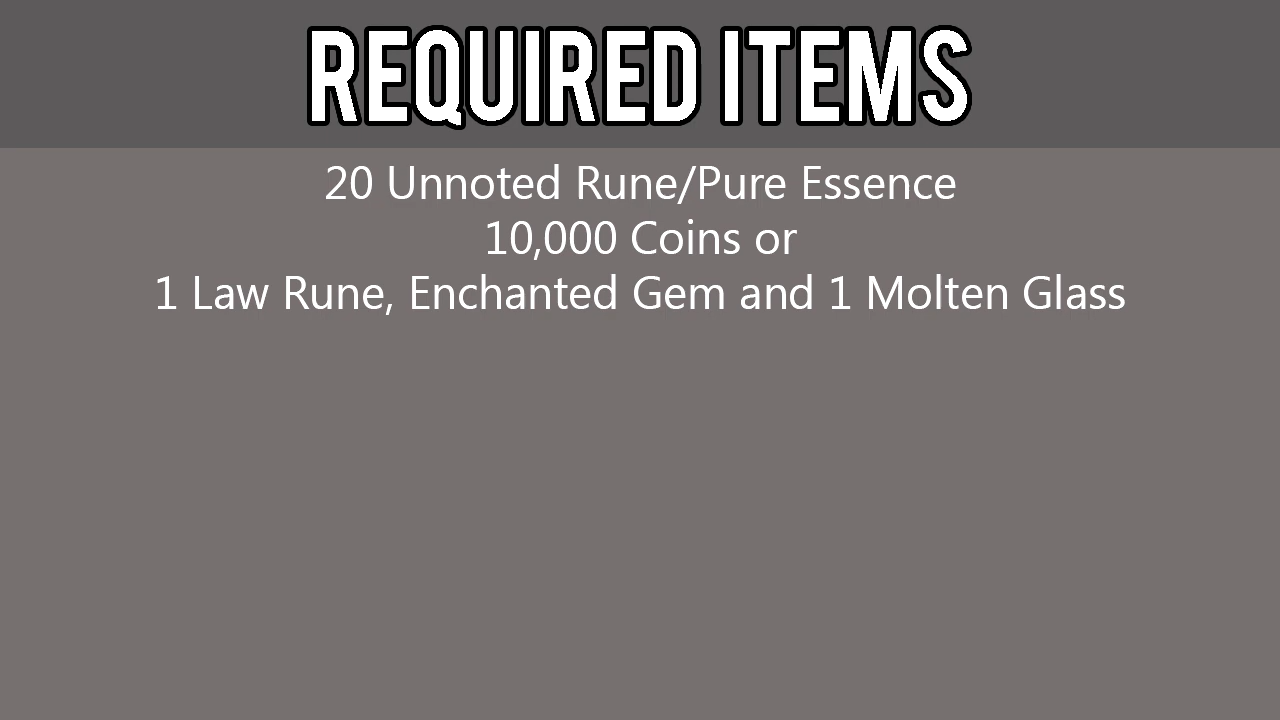 REQUIRED ITEMS
20 Unnoted Rune/Pure Essence
10,000 Coins or
1 Law Rune, Enchanted Gem and 1 Molten Glass